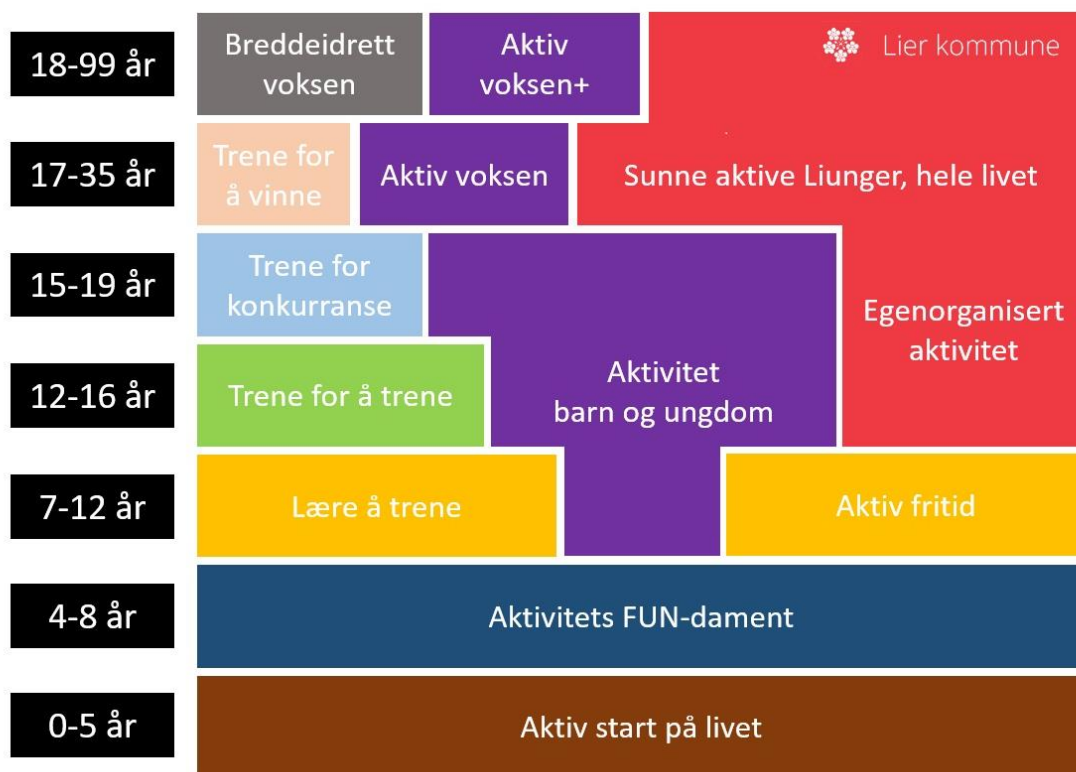 18-99 år
Breddeidrett
voksen
Aktiv
voksen+
Lier kommune
17-35 år
Trene for
å vinne
Aktiv voksen
Sunne aktive Liunger, hele livet
15-19 år
Trene for
konkurranse
Egenorganisert
aktivitet
12-16 år
Trene for å trene
Aktivitet
barn og ungdom
7-12 år
Lære å trene
Aktiv fritid
4-8 år
Aktivitets FUN-dament
0-5 år
Aktiv start på livet